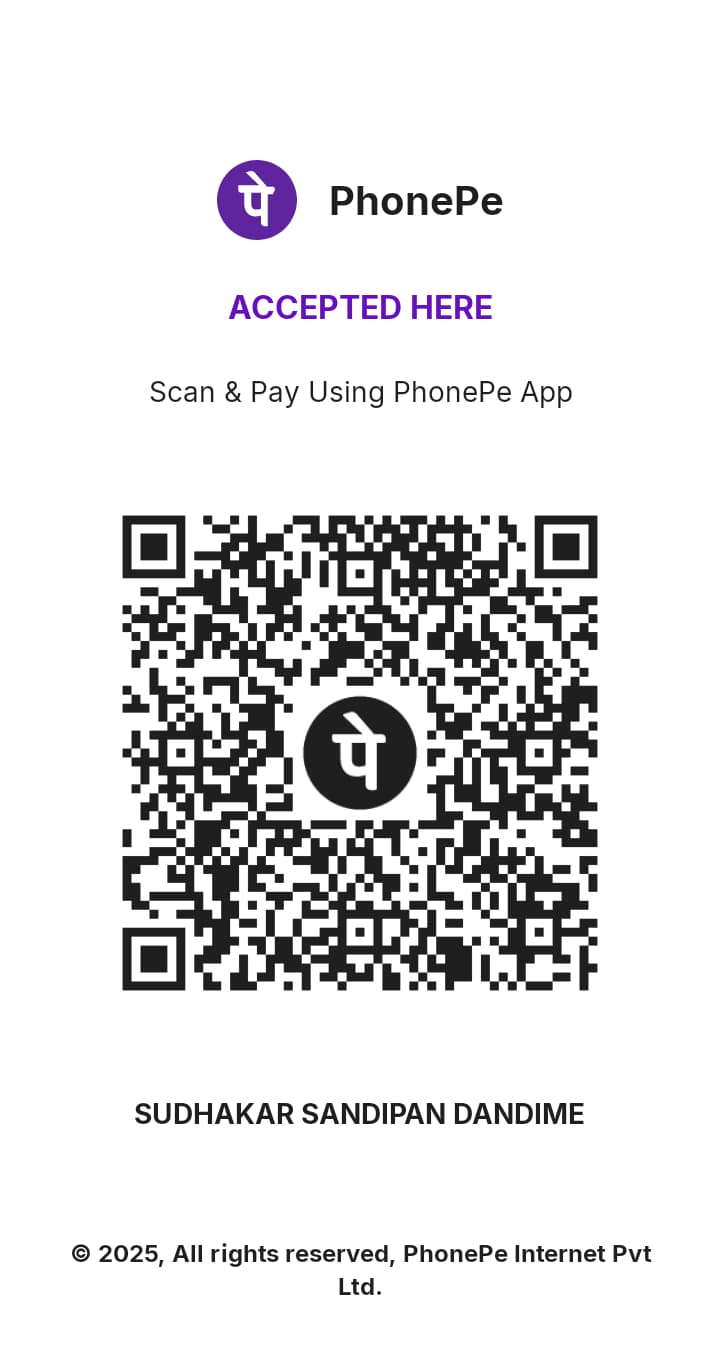 पे PhonePe
ACCEPTED HERE
Scan & Pay Using PhonePe App
पे
SUDHAKAR SANDIPAN DANDIME
© 2025, All rights reserved, PhonePe Internet Pvt
Ltd.